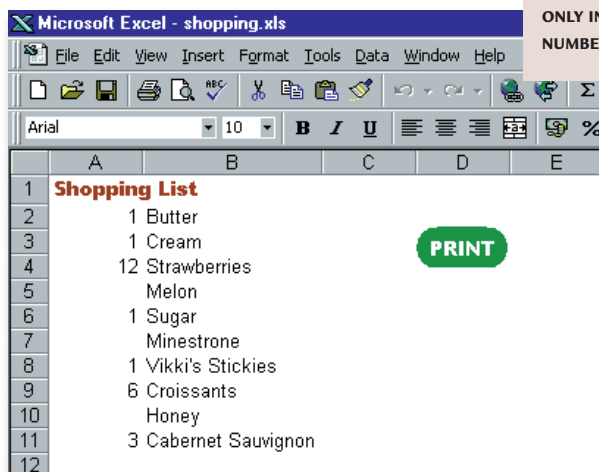 Microsoft Excel - shopping.xls
ONLY IN
NUMBE
File Edit View Insert Format Tools Data Window Help
ABC
Σ
Arial 10 B I U %
A B C D E
1 Shopping List
2 1 Butter
3 1 Cream
PRINT
4 12 Strawberries
5 Melon
6 1 Sugar
7 Minestrone
8 1 Vikki's Stickies
9 6 Croissants
10 Honey
11 3 Cabernet Sauvignon
12